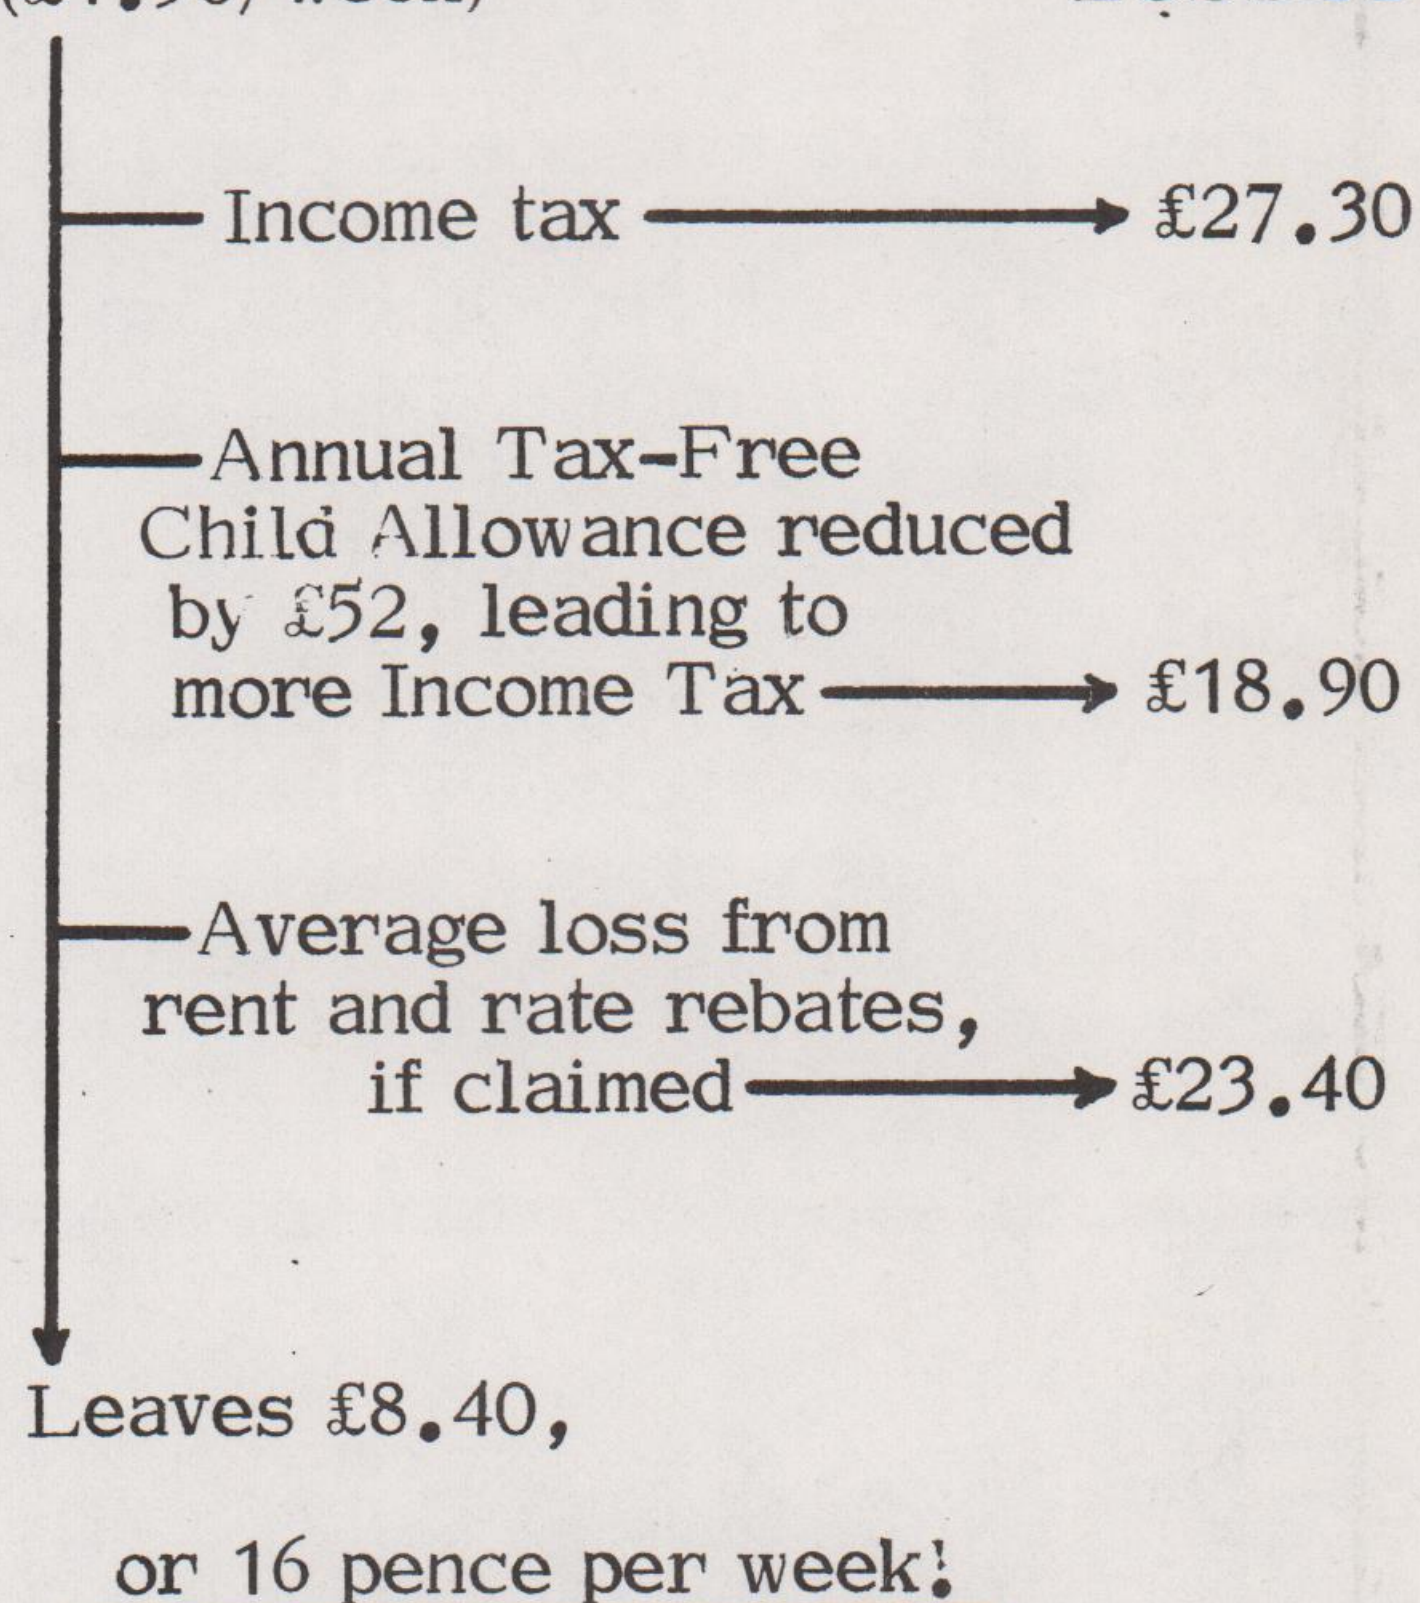 Income tax £27.30
Annual Tax-Free
Child Allowance reduced
by £52, leading to
more Income Tax £18.90
Average loss from
rent and rate rebates,
if claimed £23.40
Leaves £8.40,
or 16 pence per week!